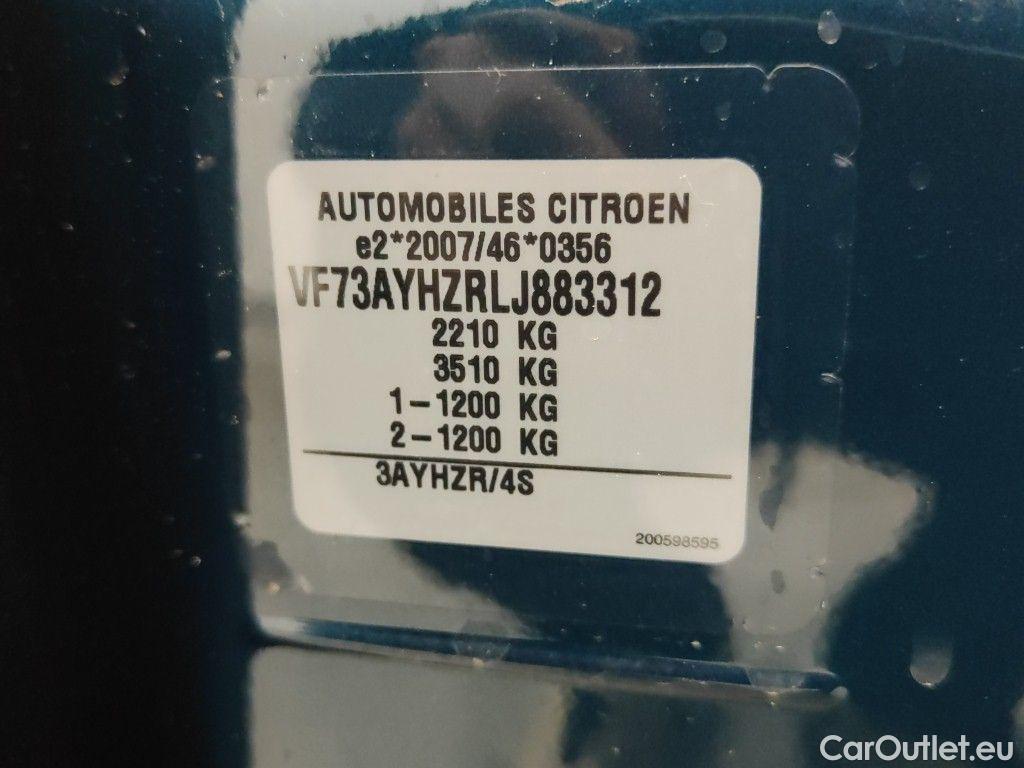 AUTOMOBILES CITROEN
e2*2007/46*0356
VF73AYHZRLJ883312
2210 KG
3510 KG
1-1200 KG
2-1200 KG
3AYHZR/4S
200598595
CarOutlet.eu